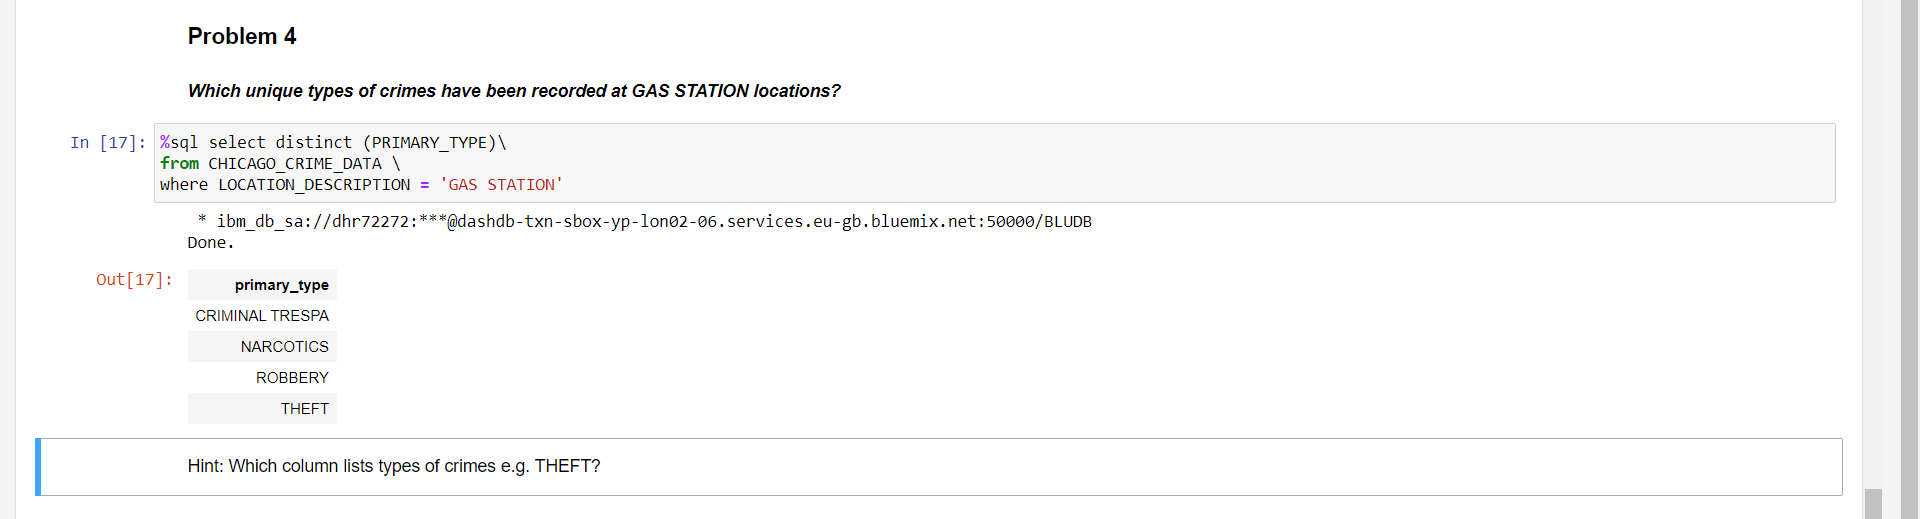 Problem 4
Which unique types of crimes have been recorded at GAS STATION locations?
In [17]: %sql select distinct (PRIMARY_TYPE)\
from CHICAGO_CRIME_DATA \
where LOCATION_DESCRIPTION = 'GAS STATION'
* ibm_db_sa://dhr72272:***@dashdb-txn-sbox-yp-lon02-06.services.eu-gb.bluemix.net:50000/BLUDB
Done.
Out[17]: primary_type
CRIMINAL TRESPA
NARCOTICS
ROBBERY
THEFT
Hint: Which column lists types of crimes e.g. THEFT?